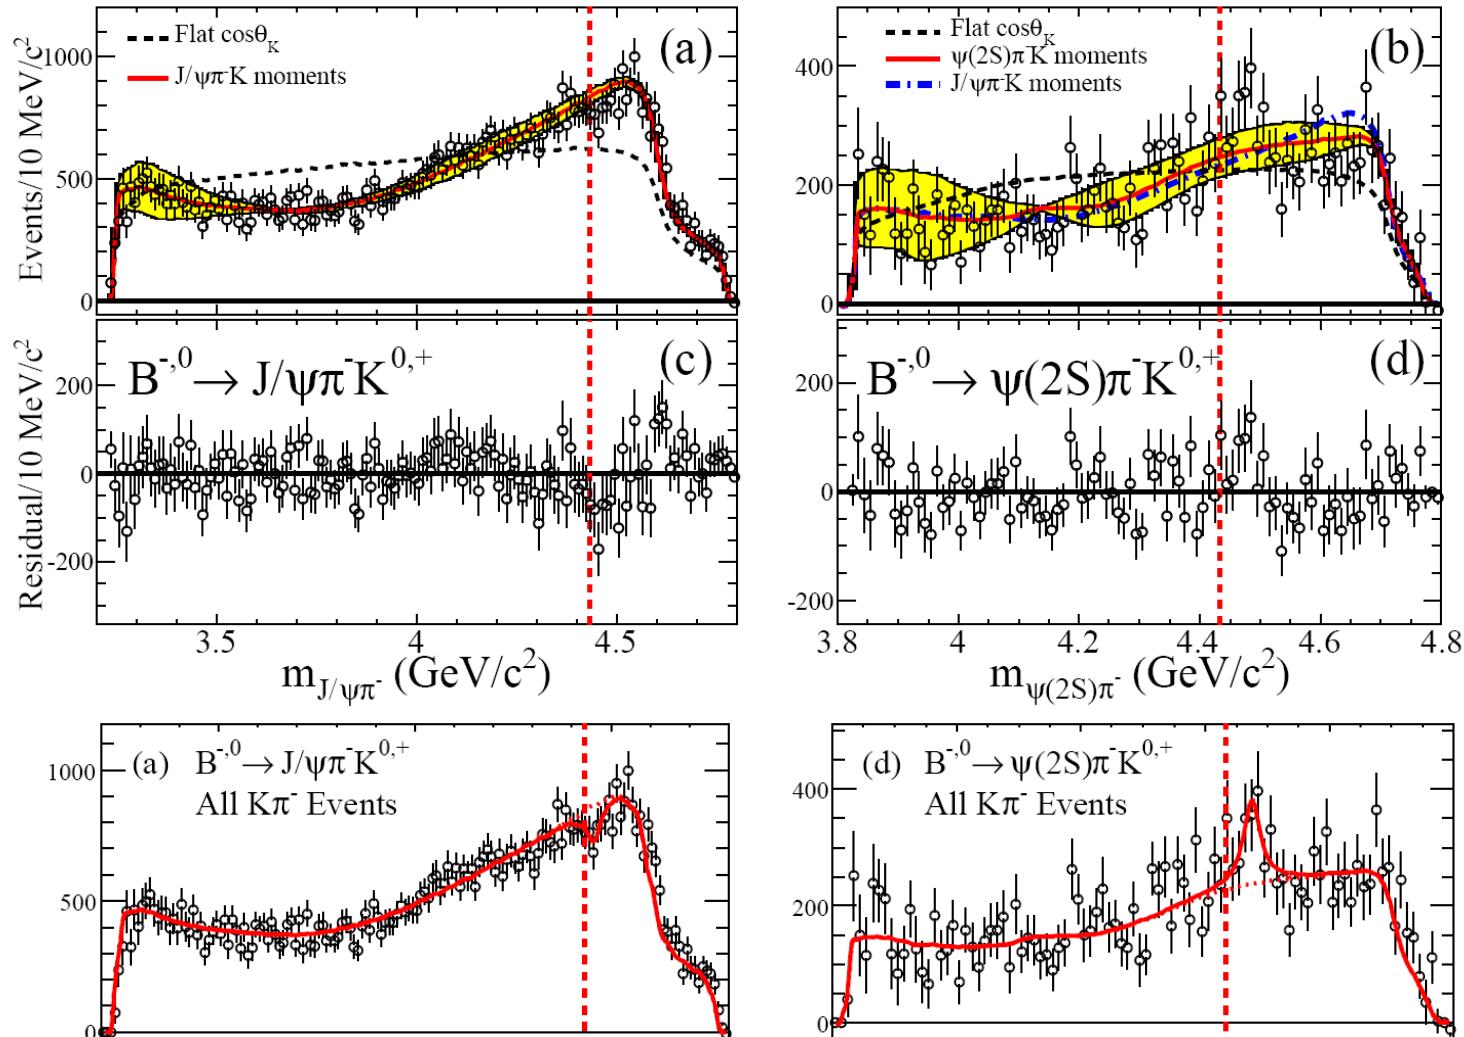 Events/10 MeV/c²
1000
500
0
Flat cosθ_K
J/ψπ⁻K moments
(a)
400
200
0
Flat cosθ_K
ψ(2S)π⁻K moments
J/ψπ⁻K moments
(b)
Residual/10 MeV/c²
200
0
-200
B⁻,⁰ → J/ψπ⁻K⁰,⁺
(c)
3.5
4
4.5
m_J/ψπ⁻ (GeV/c²)
200
0
-200
B⁻,⁰ → ψ(2S)π⁻K⁰,⁺
(d)
3.8
4
4.2
4.4
4.6
4.8
m_ψ(2S)π⁻ (GeV/c²)
1000
500
0
(a) B⁻,⁰ → J/ψπ⁻K⁰,⁺
All Kπ⁻ Events
400
200
0
(d) B⁻,⁰ → ψ(2S)π⁻K⁰,⁺
All Kπ⁻ Events